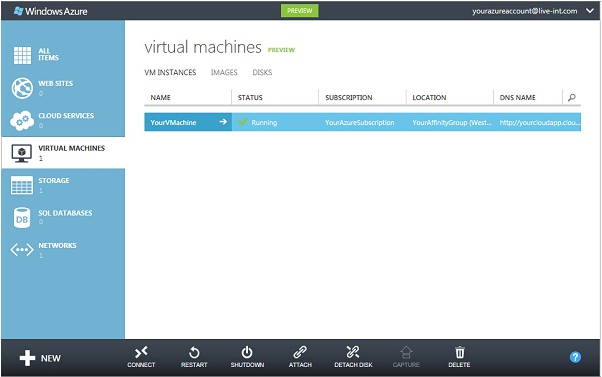 Windows Azure
PREVIEW
yourazureaccount@live-int.com
ALL ITEMS
WEB SITES
0
CLOUD SERVICES
0
VIRTUAL MACHINES
1
STORAGE
1
DB
SQL DATABASES
0
NETWORKS
1
virtual machines PREVIEW
VM INSTANCES IMAGES DISKS
NAME STATUS SUBSCRIPTION LOCATION DNS NAME
YourVMachine Running YourAzureSubscription YourAffinityGroup (West... http://yourcloudapp.clou...
NEW
CONNECT RESTART SHUTDOWN ATTACH DETACH DISK CAPTURE DELETE
?